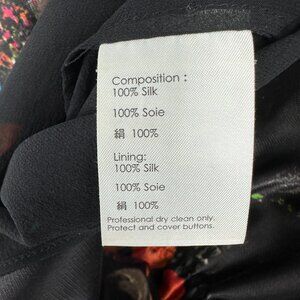 Composition :
100% Silk
100% Soie
絹 100%
Lining:
100% Silk
100% Soie
絹 100%
Professional dry clean only.
Protect and cover buttons.